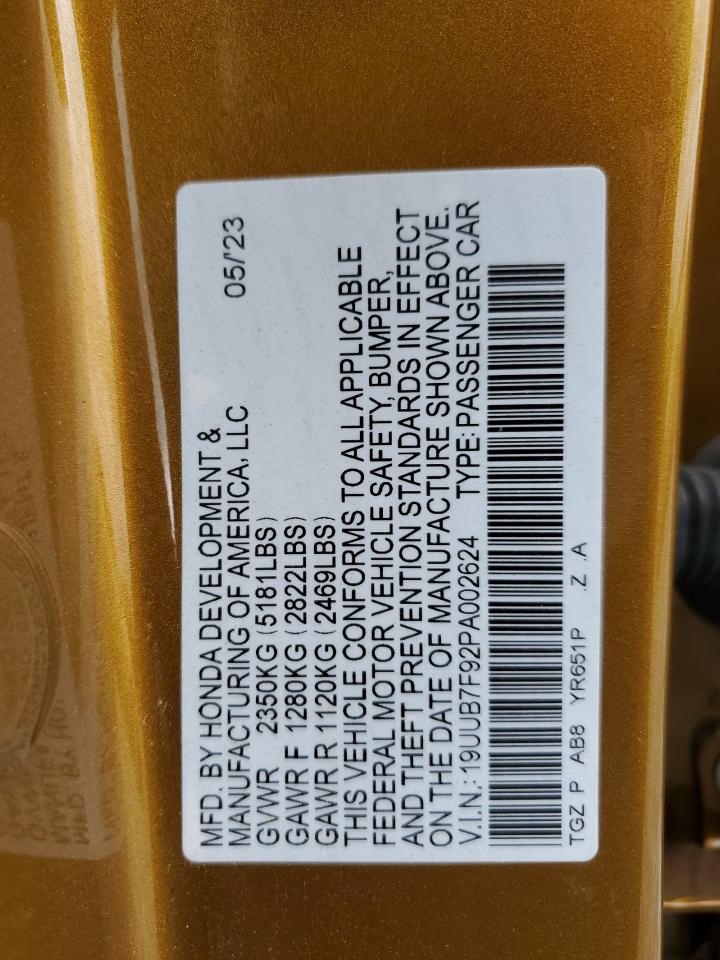 MFD. BY HONDA DEVELOPMENT & 05/'23
MANUFACTURING OF AMERICA, LLC
GVWR 2350KG (5181LBS)
GAWR F 1280KG (2822LBS)
GAWR R 1120KG (2469LBS)
THIS VEHICLE CONFORMS TO ALL APPLICABLE
FEDERAL MOTOR VEHICLE SAFETY, BUMPER,
AND THEFT PREVENTION STANDARDS IN EFFECT
ON THE DATE OF MANUFACTURE SHOWN ABOVE.
V.I.N.: 19UUB7F92PA002624 TYPE: PASSENGER CAR
TGZ P AB8 YR651P .Z .A